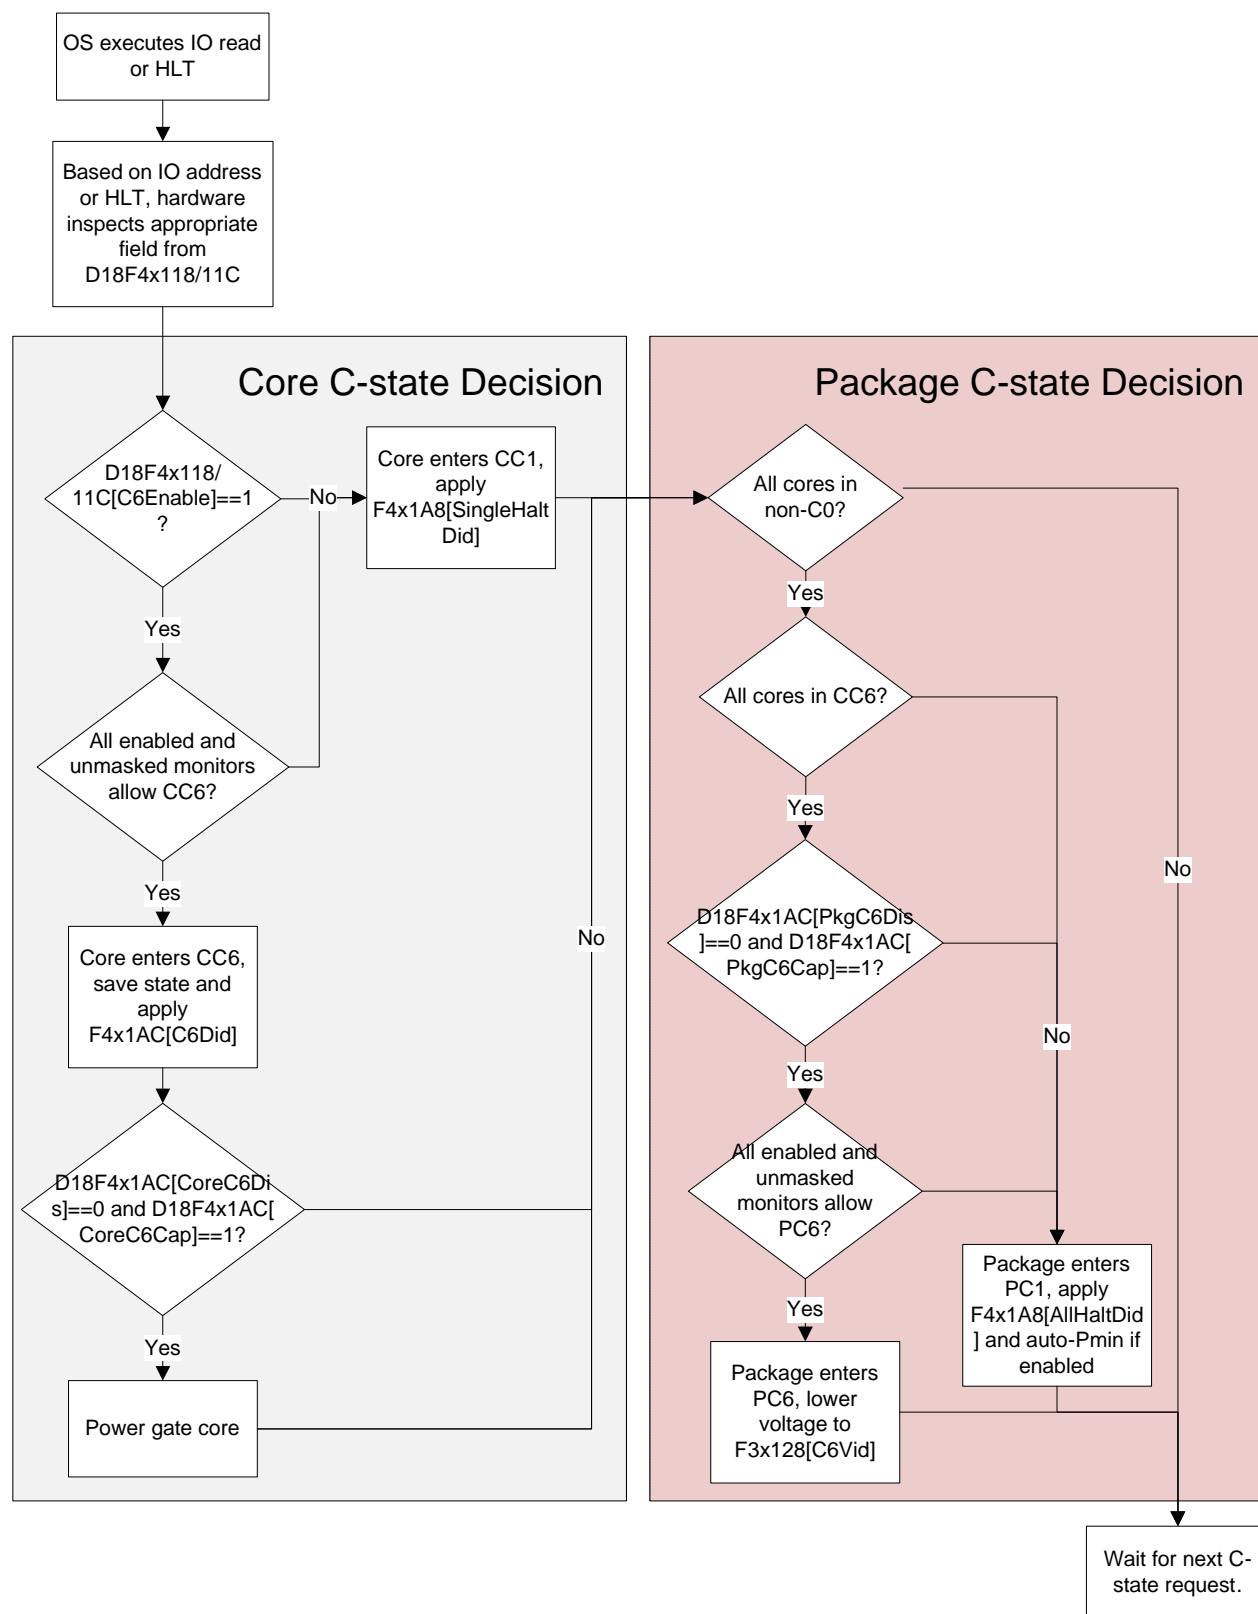 OS executes IO read
or HLT
Based on IO address
or HLT, hardware
inspects appropriate
field from
D18F4x118/11C
Core C-state Decision
D18F4x118/
11C[C6Enable]==1
?
No
Core enters CC1,
apply
F4x1A8[SingleHalt
Did]
Yes
All enabled and
unmasked monitors
allow CC6?
Yes
Core enters CC6,
save state and
apply
F4x1AC[C6Did]
D18F4x1AC[CoreC6Di
s]==0 and D18F4x1AC[
CoreC6Cap]==1?
No
Yes
Power gate core
Package C-state Decision
All cores in
non-C0?
Yes
All cores in CC6?
Yes
No
D18F4x1AC[PkgC6Dis
]==0 and D18F4x1AC[
PkgC6Cap]==1?
No
Yes
All enabled and
unmasked
monitors allow
PC6?
Yes
Package enters
PC1, apply
F4x1A8[AllHaltDid
] and auto-Pmin if
enabled
Package enters
PC6, lower
voltage to
F3x128[C6Vid]
Wait for next C-
state request.